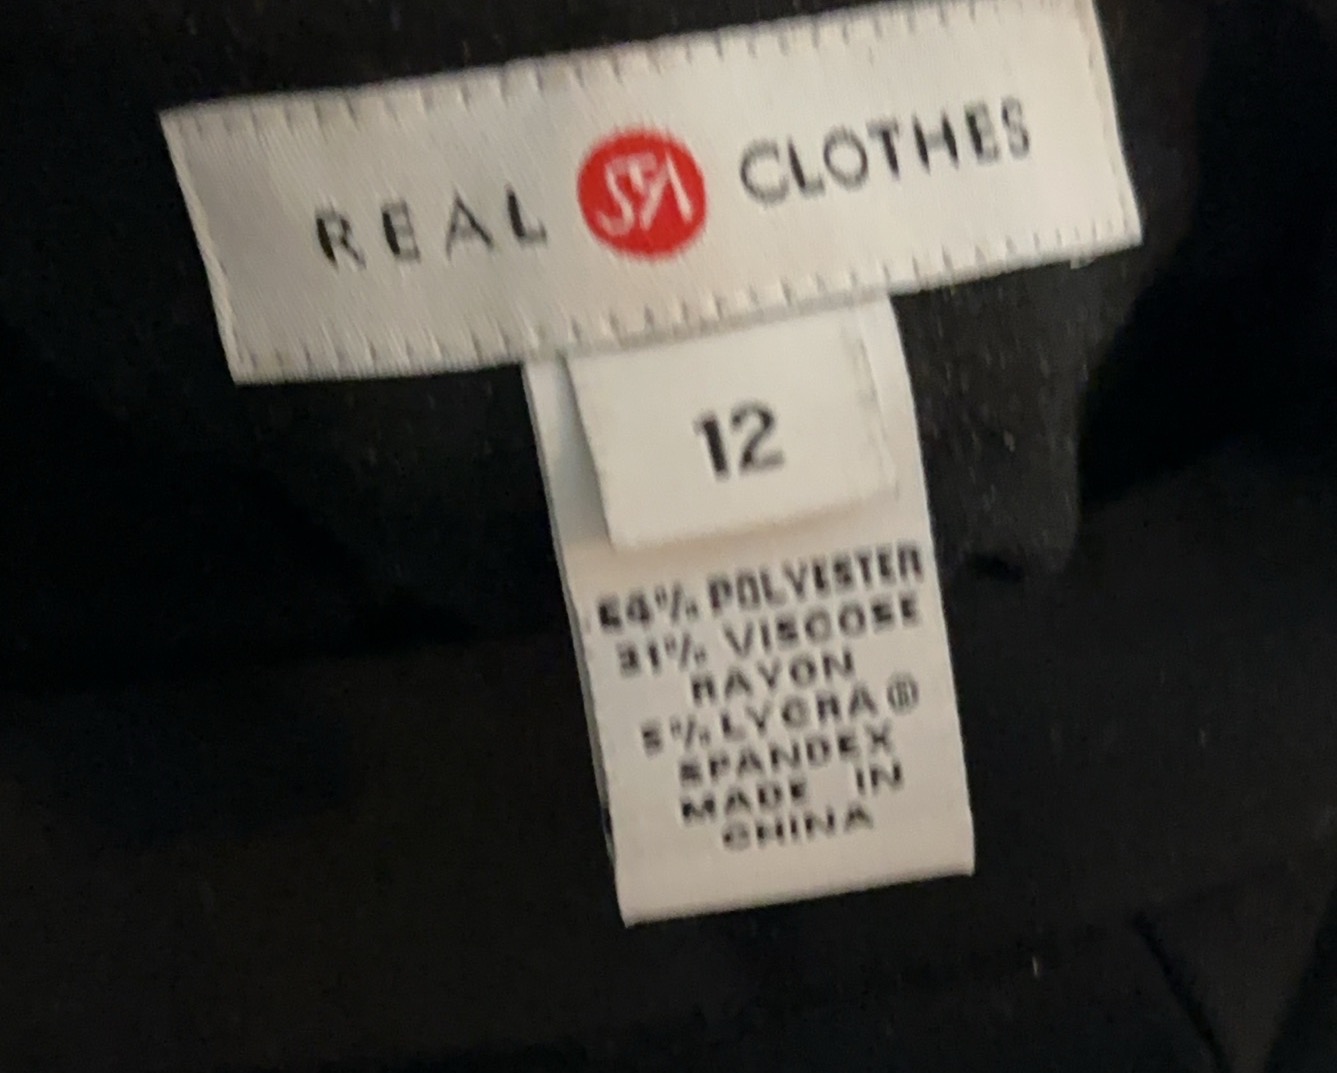 REAL SFA CLOTHES
12
64% POLYESTER
31% VISCOSE
RAYON
5% LYCRA®
SPANDEX
MADE IN
CHINA